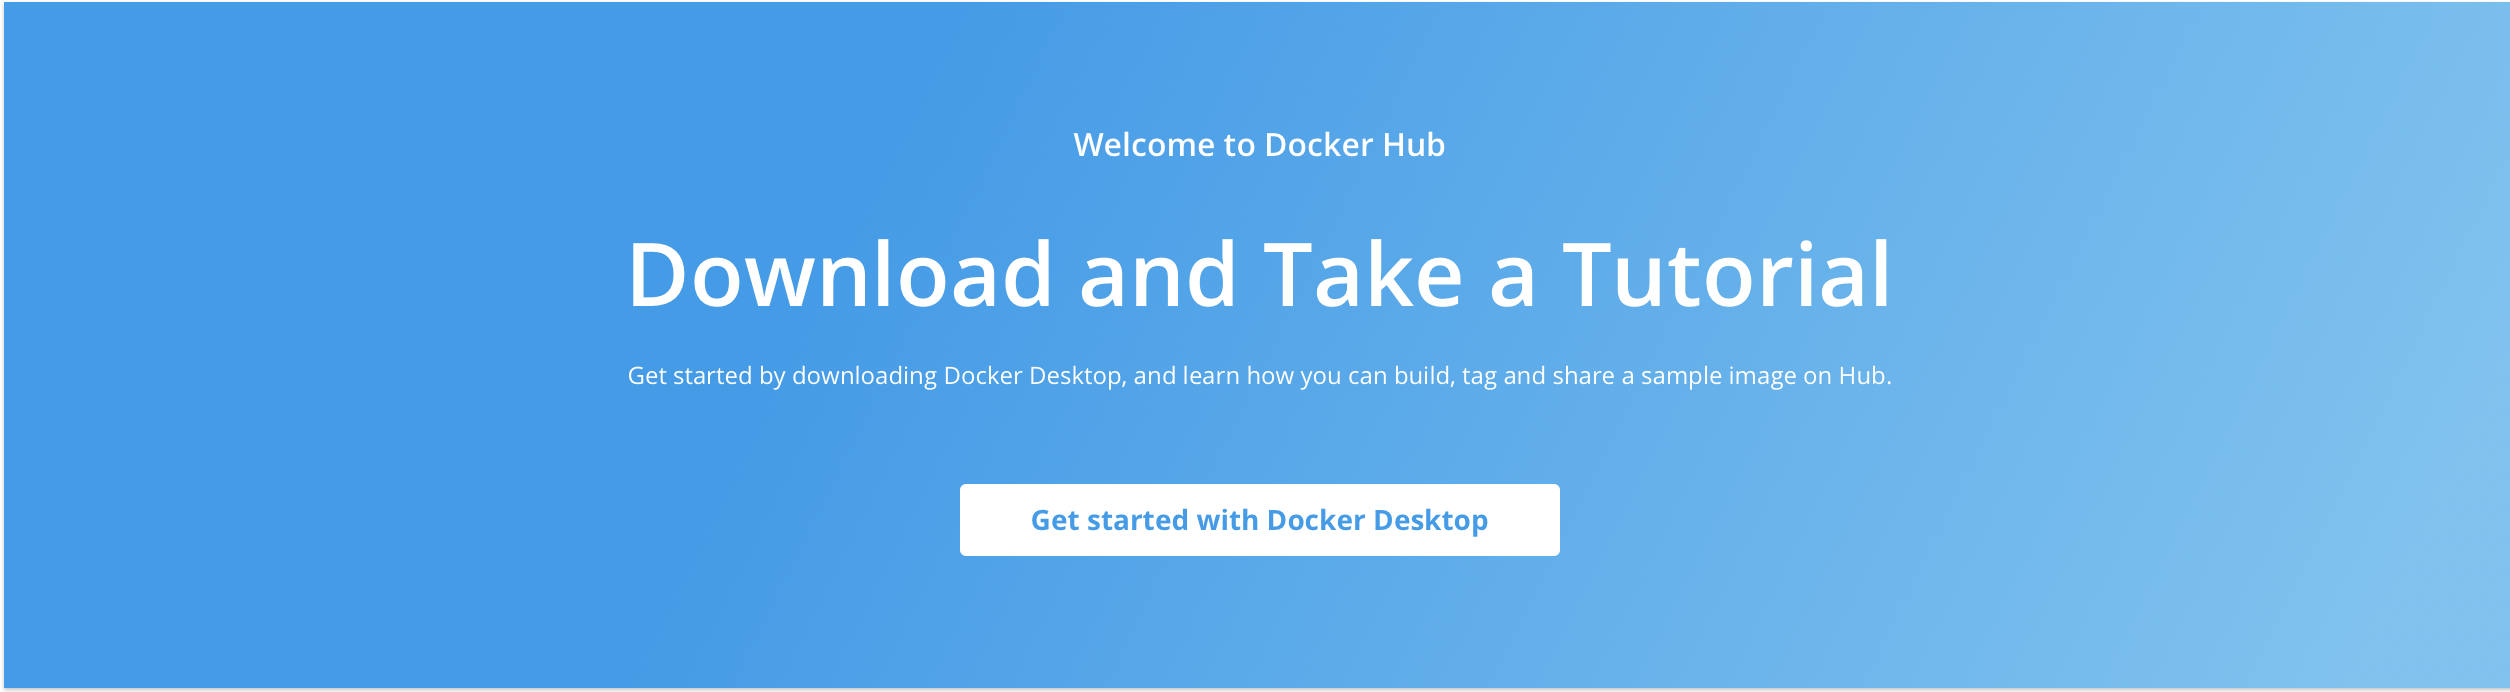 Welcome to Docker Hub
Download and Take a Tutorial
Get started by downloading Docker Desktop, and learn how you can build, tag and share a sample image on Hub.
Get started with Docker Desktop